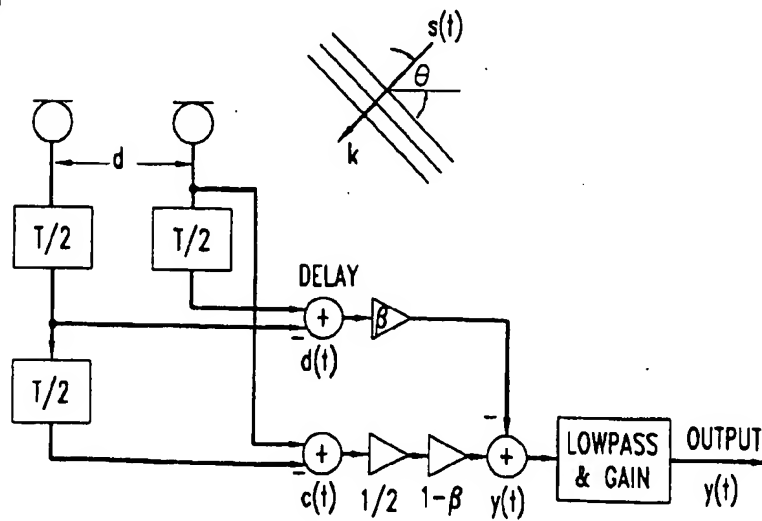 s(t)
θ
k
d
T/2
T/2
DELAY
+
β
-
d(t)
T/2
-
+
+
LOWPASS
& GAIN
OUTPUT
-
c(t)
1/2
1-β
y(t)
y(t)